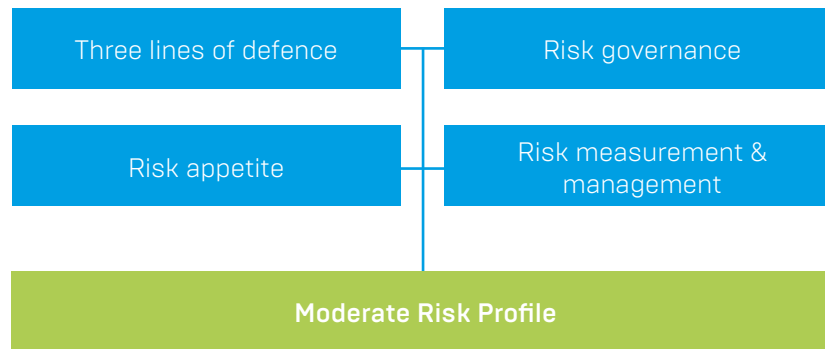 Three lines of defence
Risk governance
Risk appetite
Risk measurement &
management
Moderate Risk Profile